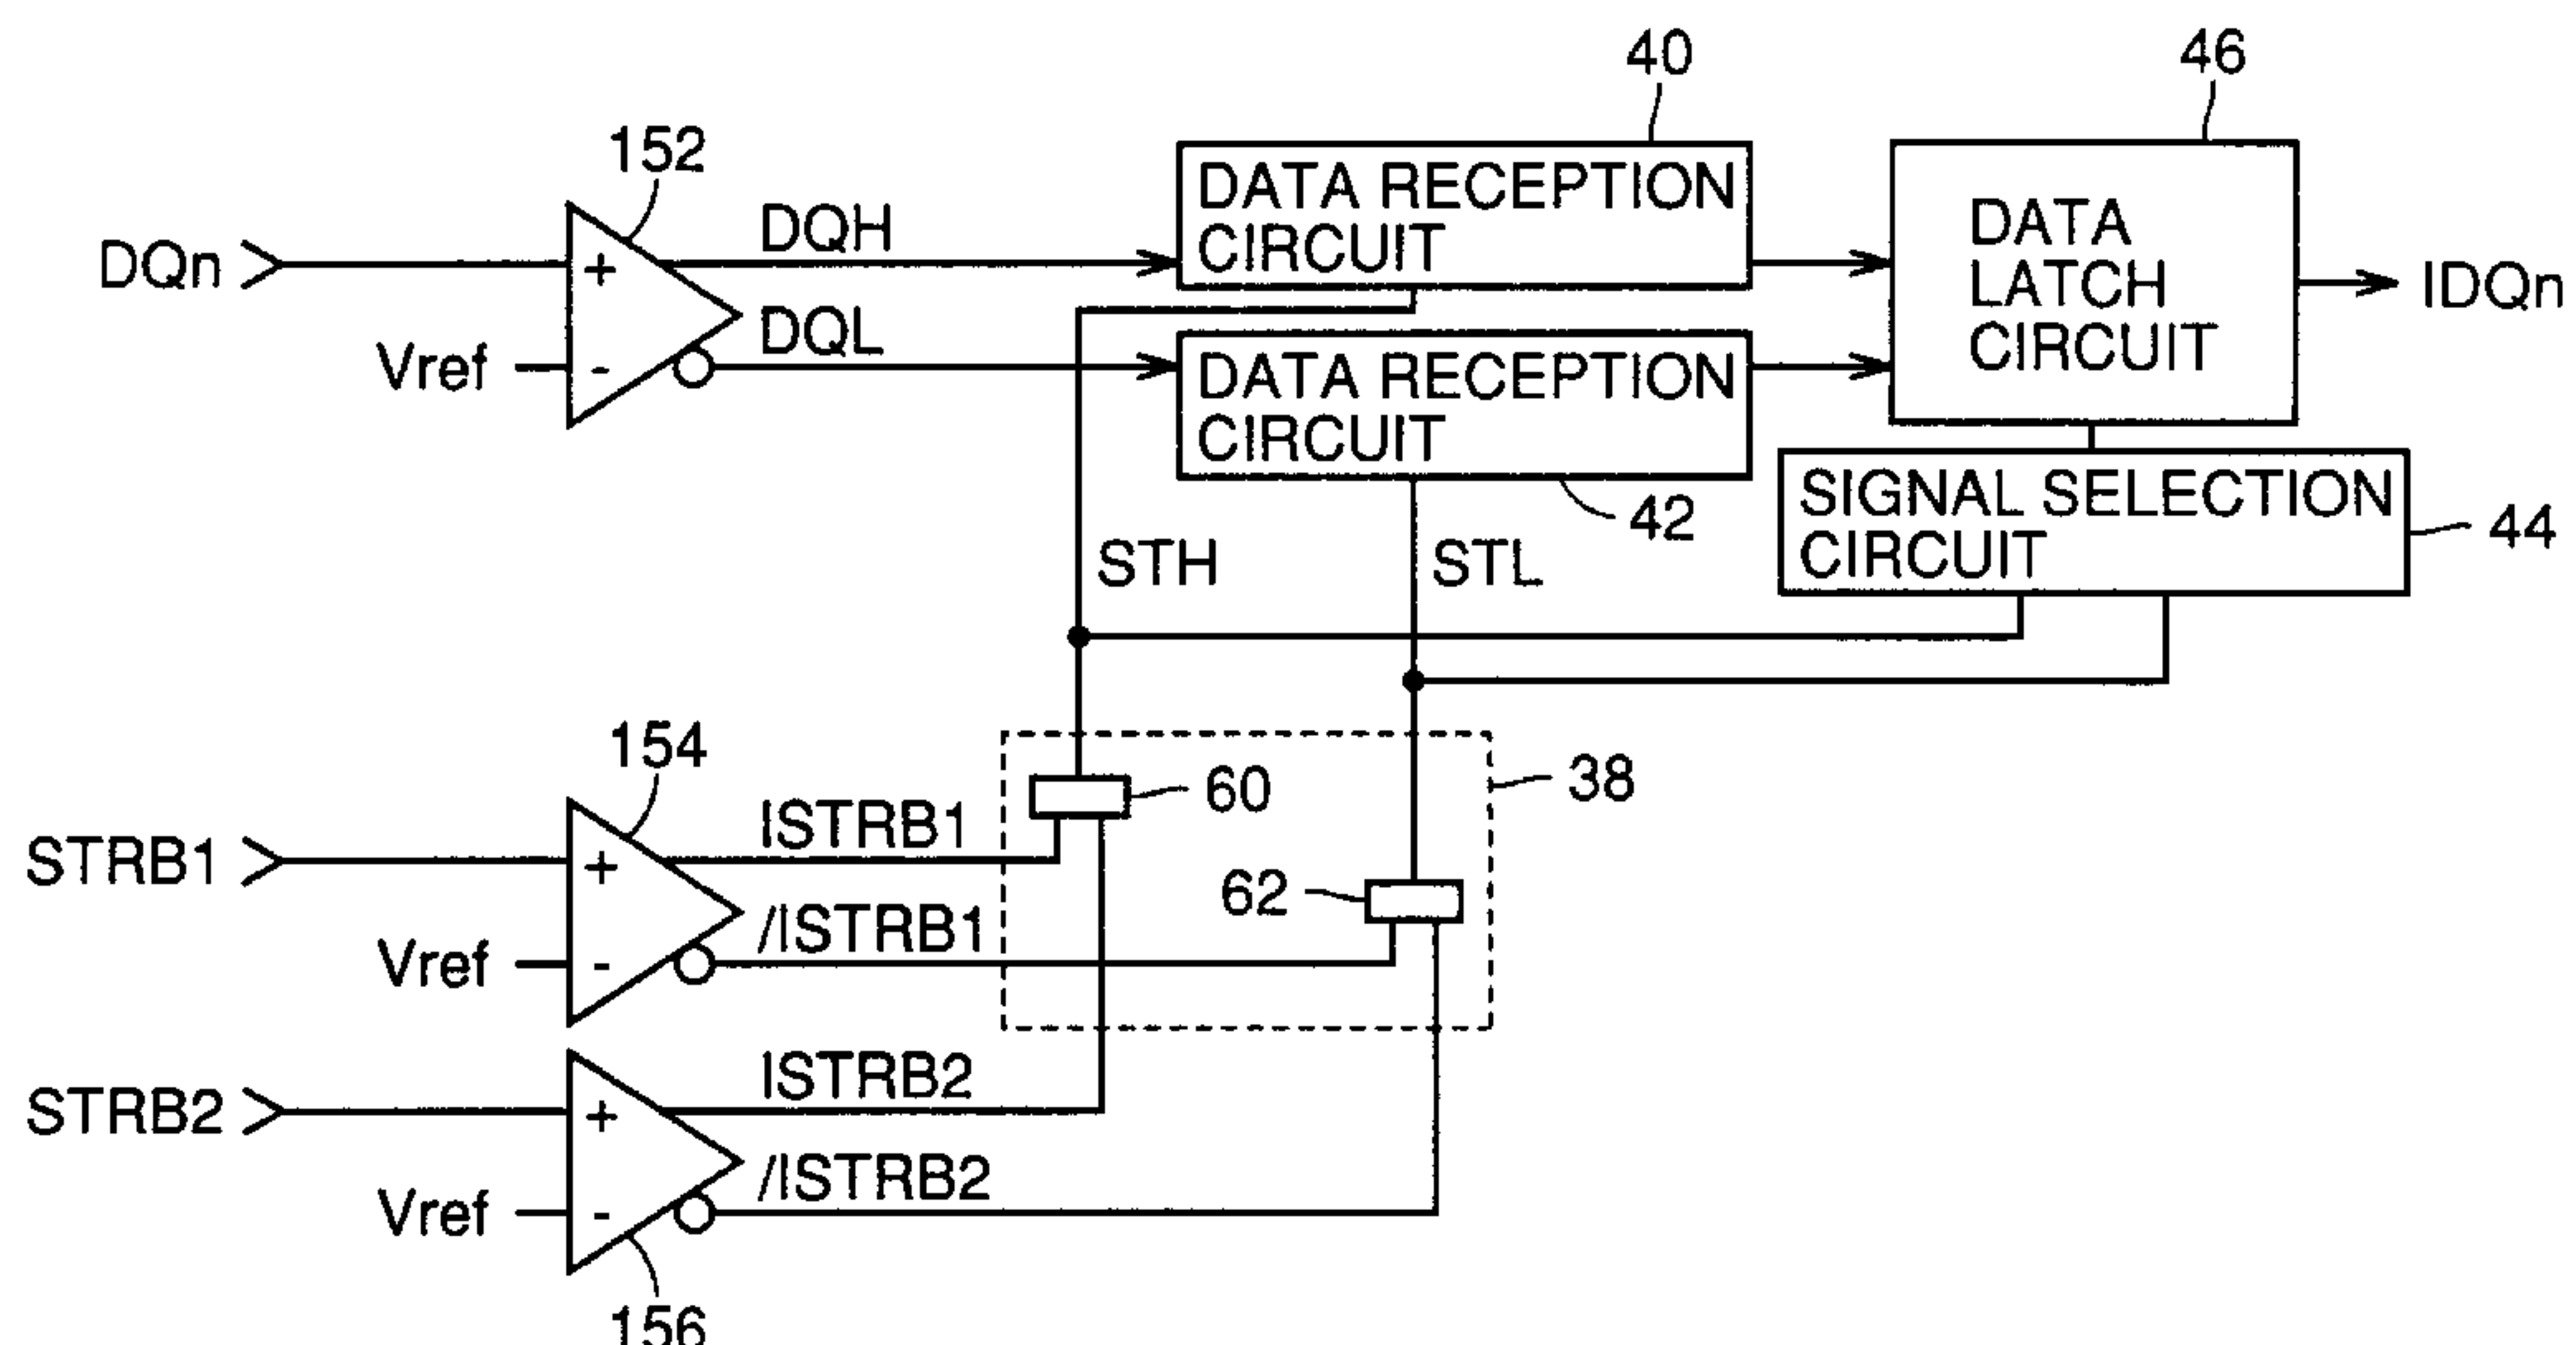 40
46
152
DQn
+
DQH
DATA RECEPTION
CIRCUIT
DATA
LATCH
CIRCUIT
IDQn
Vref
-
DQL
DATA RECEPTION
CIRCUIT
42
SIGNAL SELECTION
CIRCUIT
44
STH
STL
154
STRB1
+
ISTRB1
60
38
62
Vref
-
/ISTRB1
STRB2
+
ISTRB2
Vref
-
/ISTRB2
156